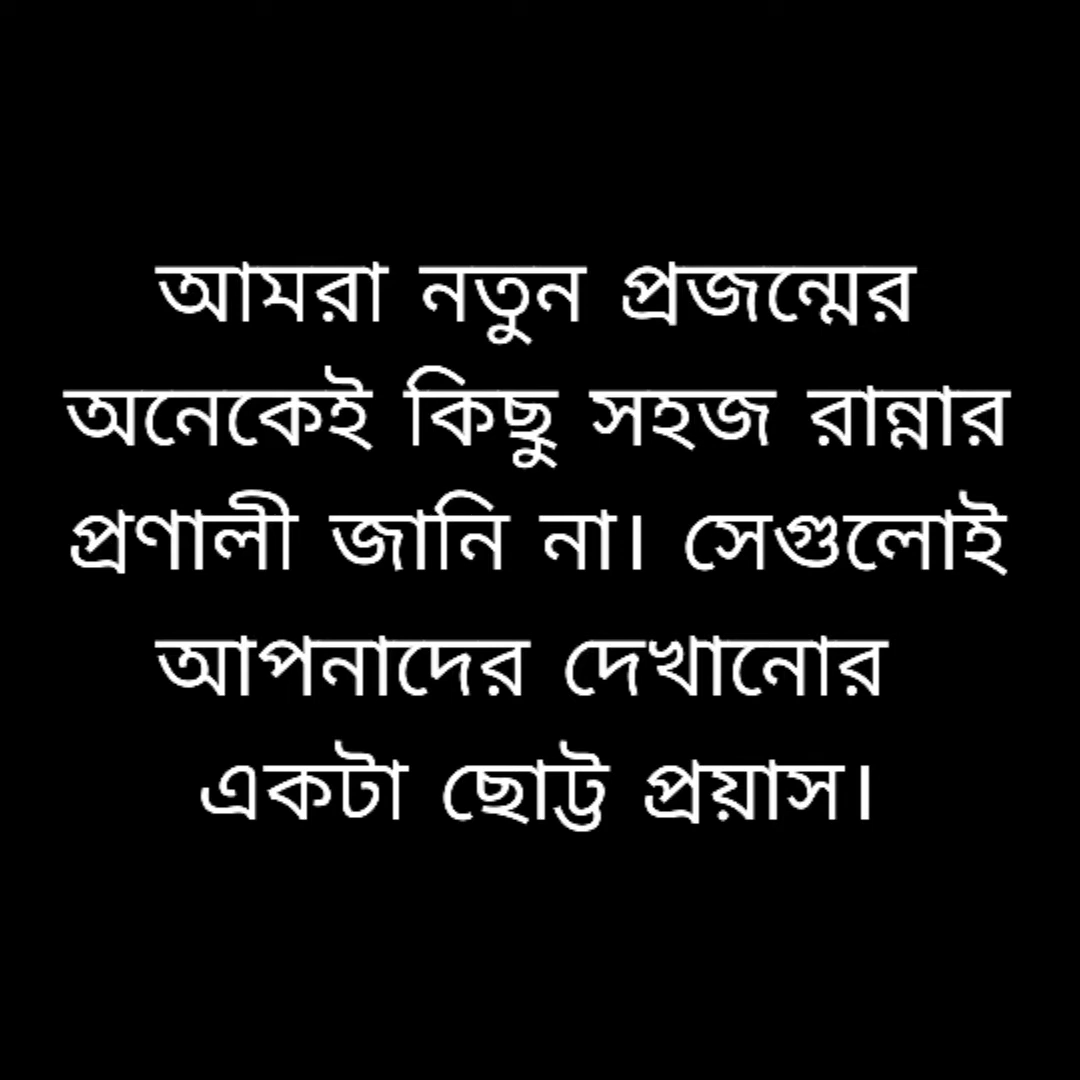 আমরা নতুন প্রজন্মের
অনেকেই কিছু সহজ রান্নার
প্রণালী জানি না। সেগুলোই
আপনাদের দেখানোর
একটা ছোট্ট প্রয়াস।